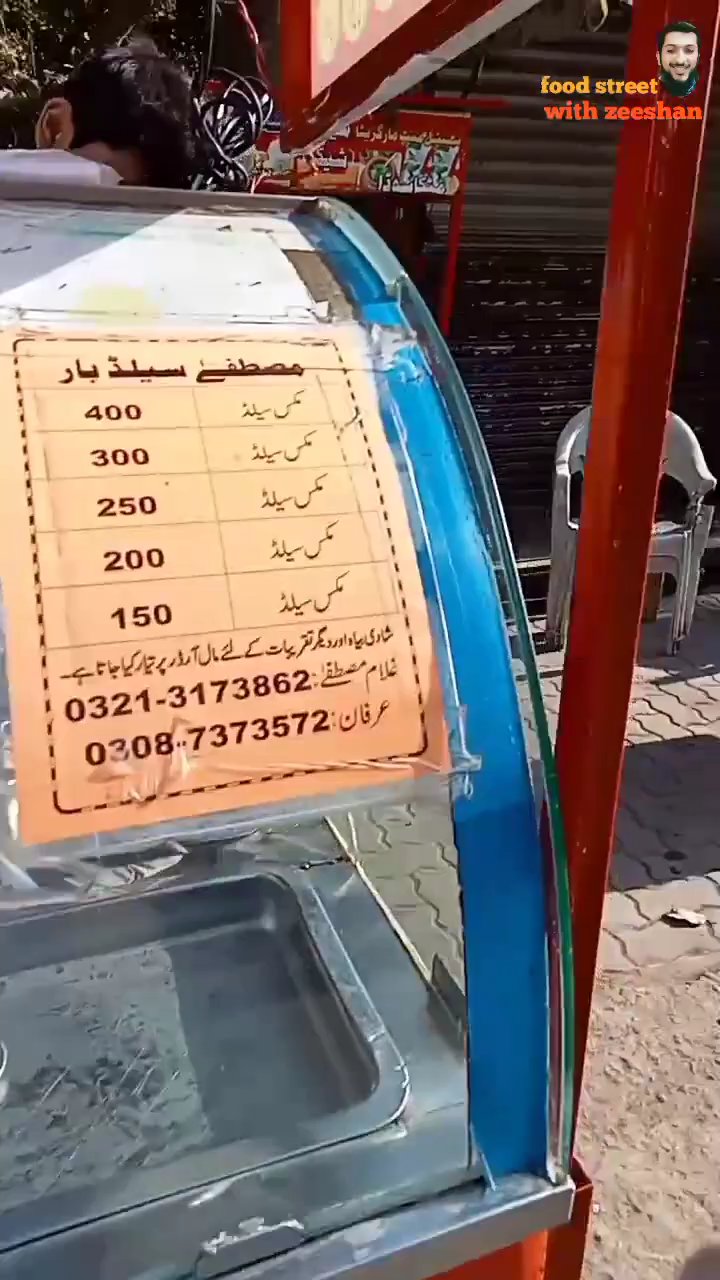 food street
with zeeshan
مصطفےٰ سیلڈ بار
مکس سیلڈ 400
مکس سیلڈ 300
مکس سیلڈ 250
مکس سیلڈ 200
مکس سیلڈ 150
شادی بیاہ اور دیگر تقریبات کے لئے مال آرڈر پر تیار کیا جاتا ہے۔
غلام مصطفےٰ: 0321-3173862
عرفان: 0308-7373572